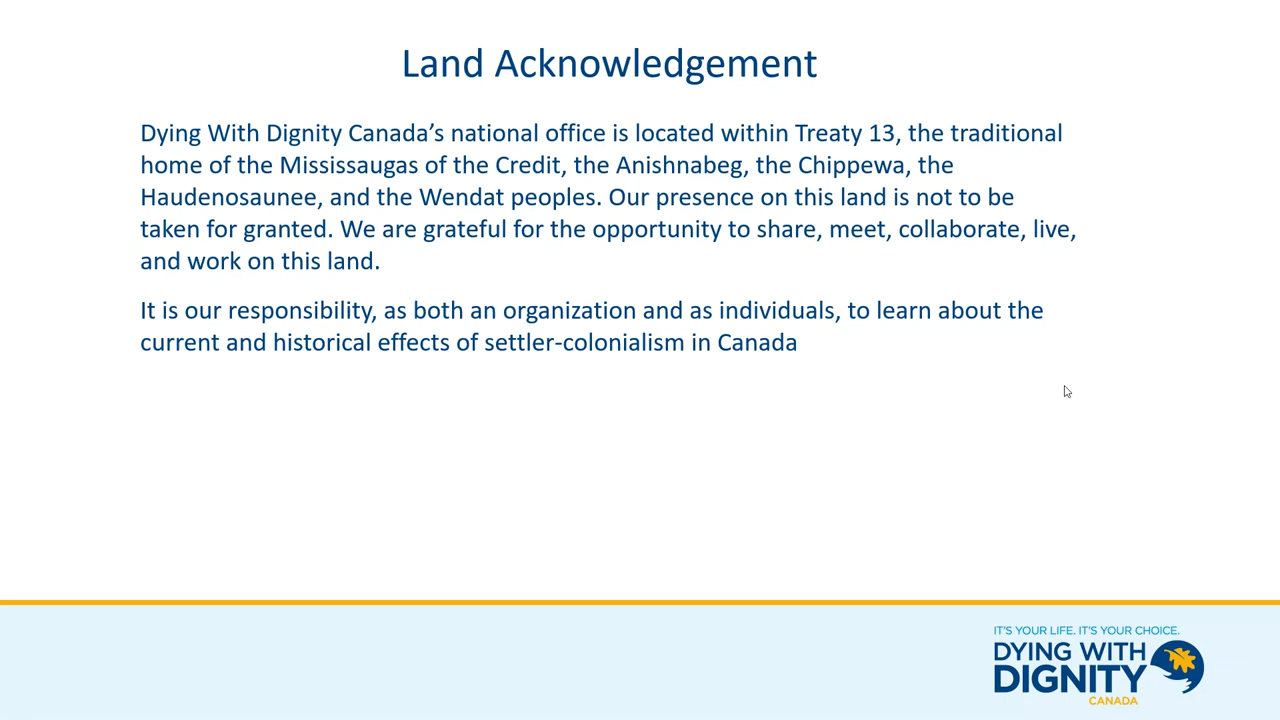 Land Acknowledgement
Dying With Dignity Canada’s national office is located within Treaty 13, the traditional
home of the Mississaugas of the Credit, the Anishnabeg, the Chippewa, the
Haudenosaunee, and the Wendat peoples. Our presence on this land is not to be
taken for granted. We are grateful for the opportunity to share, meet, collaborate, live,
and work on this land.
It is our responsibility, as both an organization and as individuals, to learn about the
current and historical effects of settler-colonialism in Canada
IT'S YOUR LIFE. IT'S YOUR CHOICE.
DYING WITH
DIGNITY
CANADA